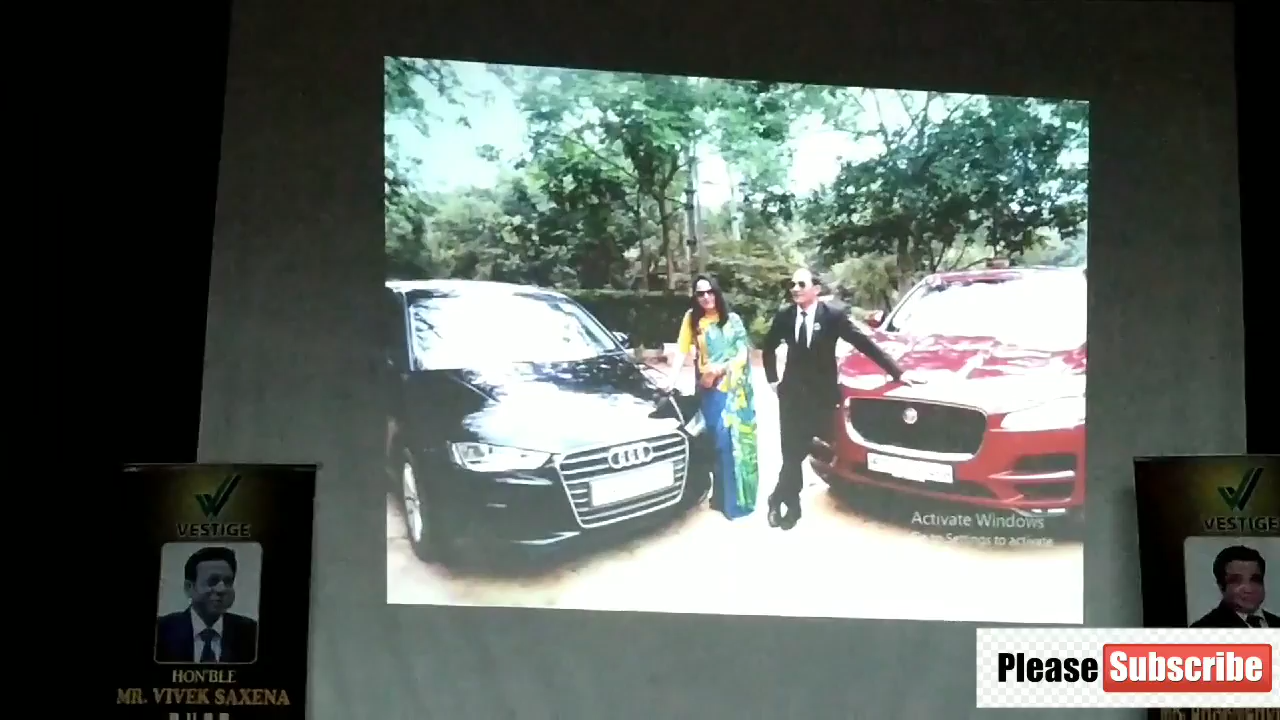 Activate Windows
Go to Settings to activate
VESTIGE
HON'BLE
MR. VIVEK SAXENA
VESTIGE
Please Subscribe